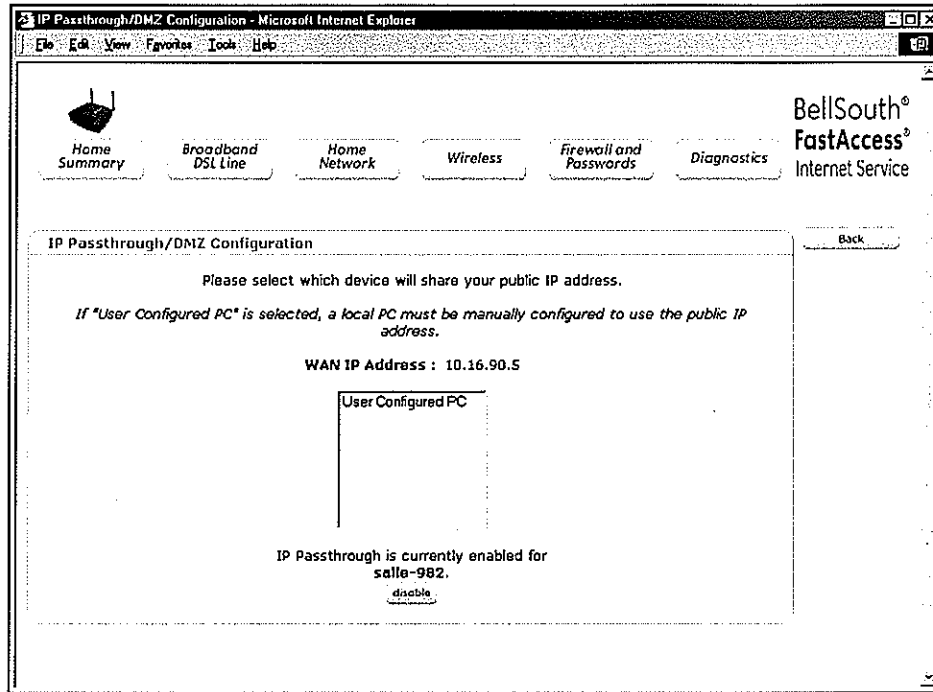 IP Passthrough/DMZ Configuration - Microsoft Internet Explorer
File Edit View Favorites Tools Help
BellSouth®
FastAccess®
Internet Service
Home
Summary
Broadband
DSL Line
Home
Network
Wireless
Firewall and
Passwords
Diagnostics
IP Passthrough/DMZ Configuration
Back
Please select which device will share your public IP address.
If "User Configured PC" is selected, a local PC must be manually configured to use the public IP
address.
WAN IP Address : 10.16.90.5
User Configured PC
IP Passthrough is currently enabled for
salle-982.
disable